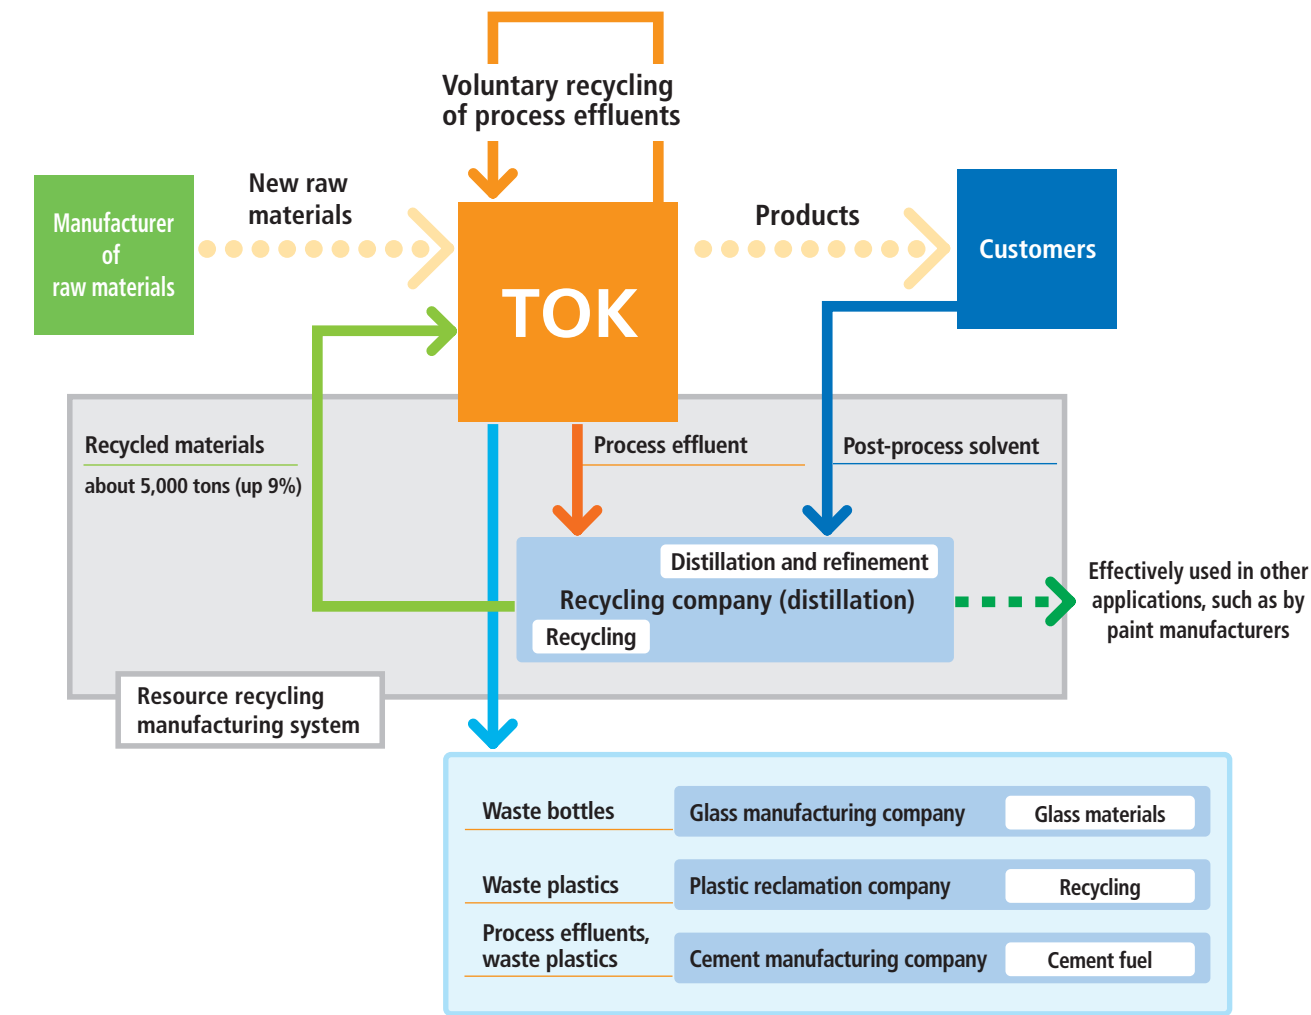 Voluntary recycling
of process effluents
New raw
materials
Manufacturer
of
raw materials
Products
Customers
TOK
Recycled materials
about 5,000 tons (up 9%)
Process effluent
Post-process solvent
Distillation and refinement
Recycling company (distillation)
Recycling
Effectively used in other
applications, such as by
paint manufacturers
Resource recycling
manufacturing system
Waste bottles
Glass manufacturing company
Glass materials
Waste plastics
Plastic reclamation company
Recycling
Process effluents,
waste plastics
Cement manufacturing company
Cement fuel